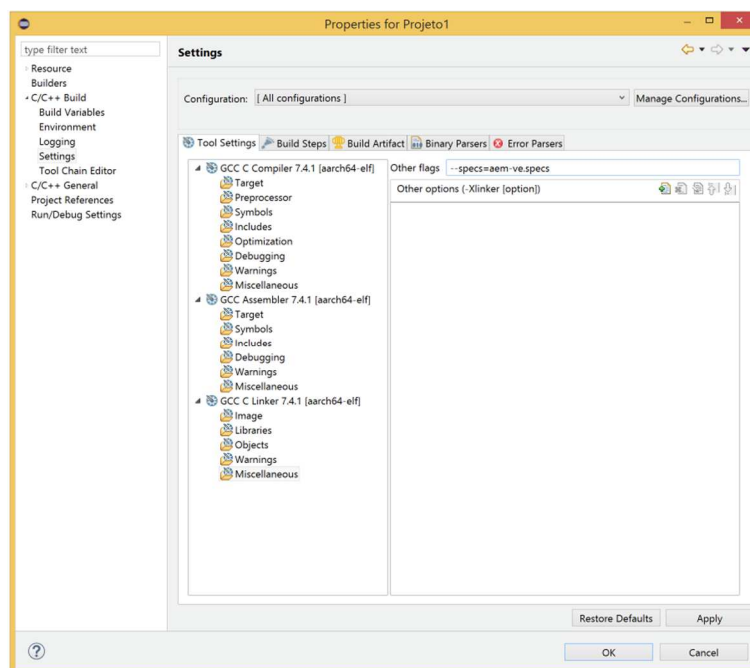 Properties for Projeto1
type filter text
Resource
Builders
C/C++ Build
Build Variables
Environment
Logging
Settings
Tool Chain Editor
C/C++ General
Project References
Run/Debug Settings
Settings
Configuration: [ All configurations ]
Manage Configurations...
Tool Settings Build Steps Build Artifact Binary Parsers Error Parsers
GCC C Compiler 7.4.1 [aarch64-elf]
Target
Preprocessor
Symbols
Includes
Optimization
Debugging
Warnings
Miscellaneous
GCC Assembler 7.4.1 [aarch64-elf]
Target
Symbols
Includes
Debugging
Warnings
Miscellaneous
GCC C Linker 7.4.1 [aarch64-elf]
Image
Libraries
Objects
Warnings
Miscellaneous
Other flags --specs=aem-ve.specs
Other options (-Xlinker [option])
Restore Defaults Apply
OK Cancel